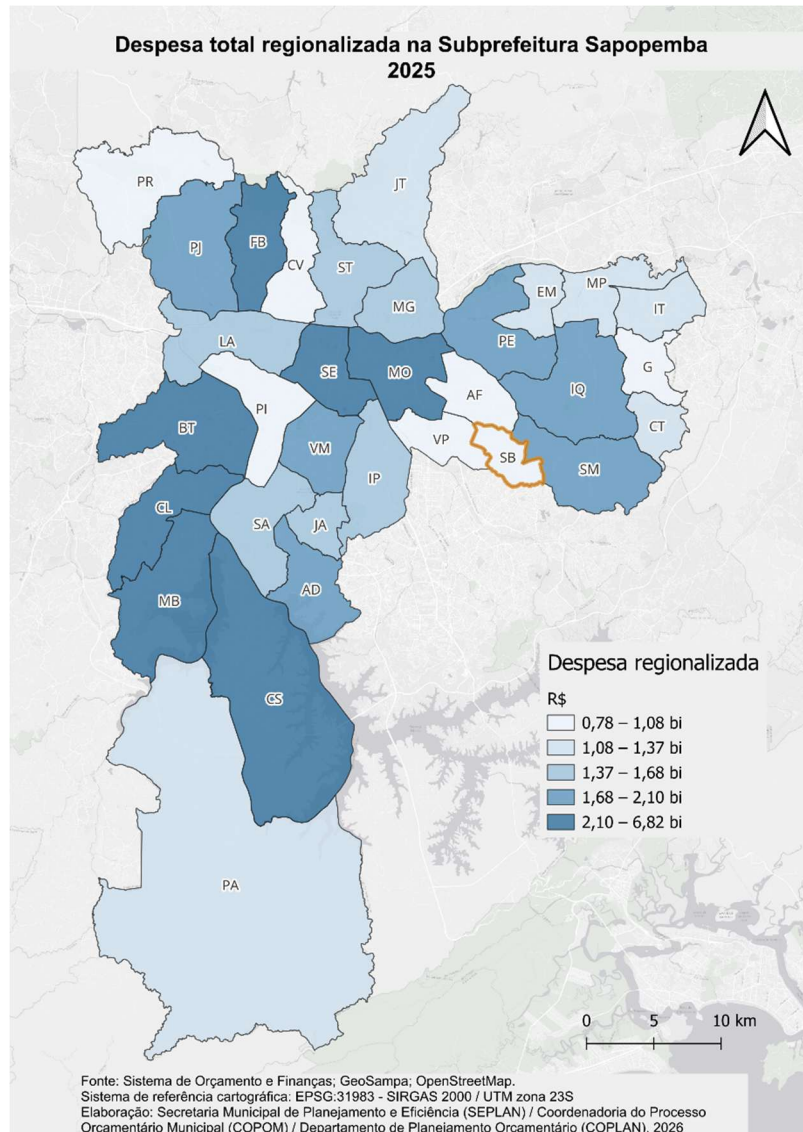 Despesa total regionalizada na Subprefeitura Sapopemba
2025
JT
PR
PJ
FB
CV
ST
MG
EM
MP
IT
LA
SE
MO
PE
G
IQ
AF
PI
BT
VM
VP
SB
CT
IP
SM
CL
SA
JA
AD
MB
CS
PA
Despesa regionalizada
R$
0,78 – 1,08 bi
1,08 – 1,37 bi
1,37 – 1,68 bi
1,68 – 2,10 bi
2,10 – 6,82 bi
0 5 10 km
Fonte: Sistema de Orçamento e Finanças; GeoSampa; OpenStreetMap.
Sistema de referência cartográfica: EPSG:31983 - SIRGAS 2000 / UTM zona 23S
Elaboração: Secretaria Municipal de Planejamento e Eficiência (SEPLAN) / Coordenadoria do Processo
Orçamentário Municipal (COPOM) / Departamento de Planejamento Orçamentário (COPLAN), 2026